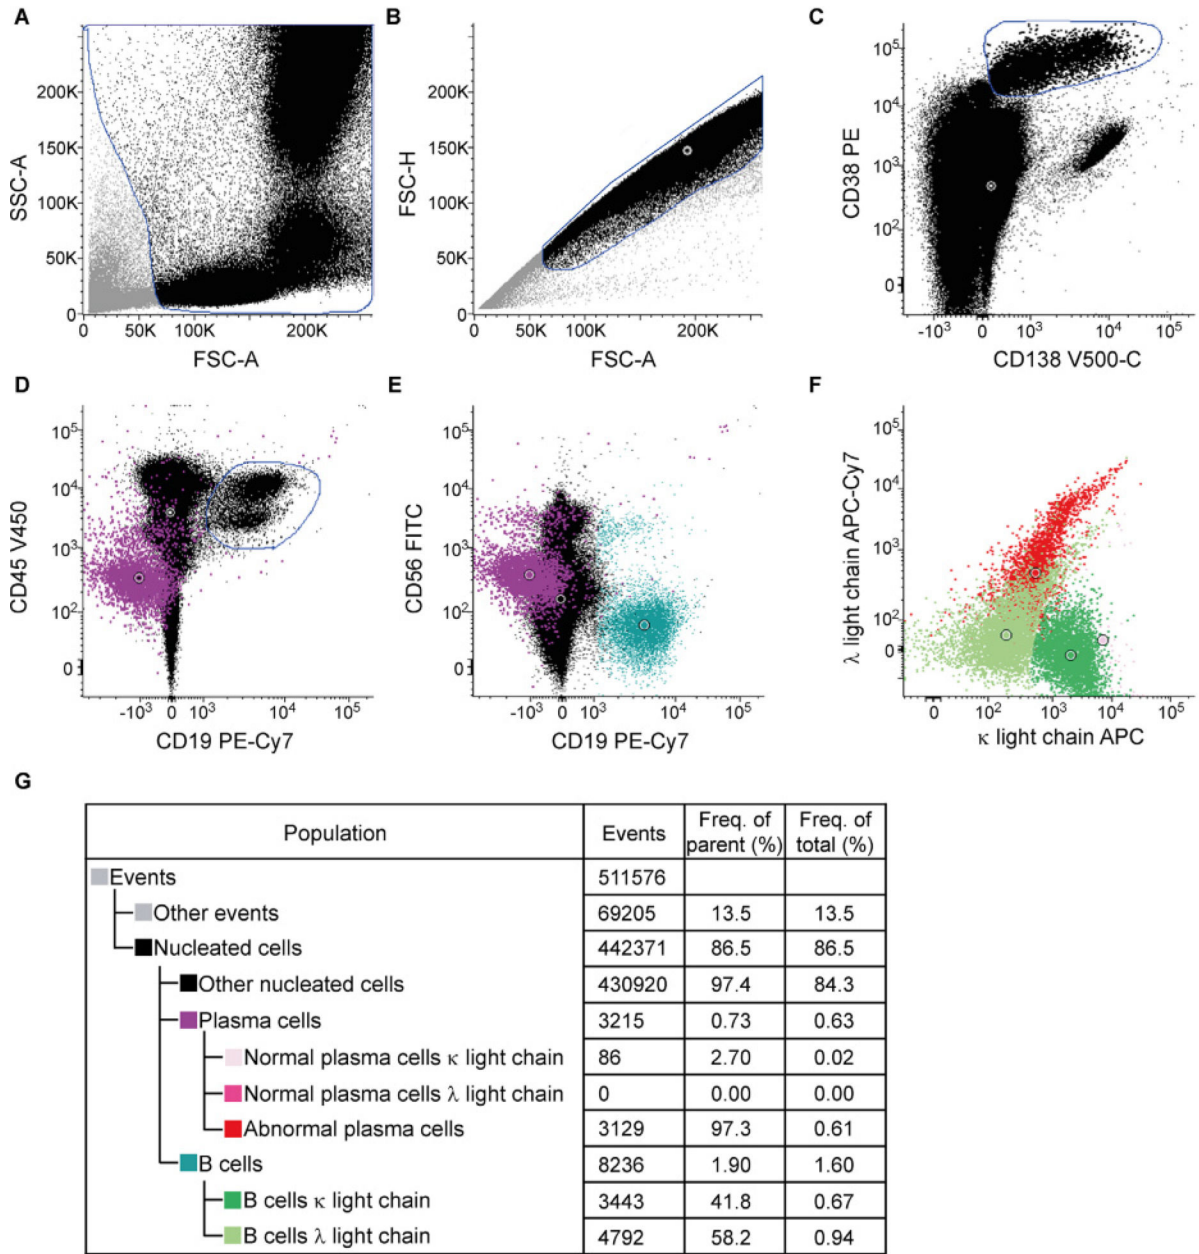 A
SSC-A
200K
150K
100K
50K
0
0 50K 100K 200K
FSC-A
B
FSC-H
200K
150K
100K
50K
0
0 50K 100K 200K
FSC-A
C
CD38 PE
10^5
10^4
10^3
10^2
0
-10^3 0 10^3 10^4 10^5
CD138 V500-C
D
CD45 V450
10^5
10^4
10^3
10^2
0
-10^3 0 10^3 10^5
CD19 PE-Cy7
E
CD56 FITC
10^5
10^4
10^3
10^2
0
-10^3 0 10^3 10^5
CD19 PE-Cy7
F
λ light chain APC-Cy7
10^5
10^4
10^3
10^2
0
0 10^2 10^3 10^4 10^5
κ light chain APC
G
Population Events Freq. of parent (%) Freq. of total (%)
Events 511576
Other events 69205 13.5 13.5
Nucleated cells 442371 86.5 86.5
Other nucleated cells 430920 97.4 84.3
Plasma cells 3215 0.73 0.63
Normal plasma cells κ light chain 86 2.70 0.02
Normal plasma cells λ light chain 0 0.00 0.00
Abnormal plasma cells 3129 97.3 0.61
B cells 8236 1.90 1.60
B cells κ light chain 3443 41.8 0.67
B cells λ light chain 4792 58.2 0.94